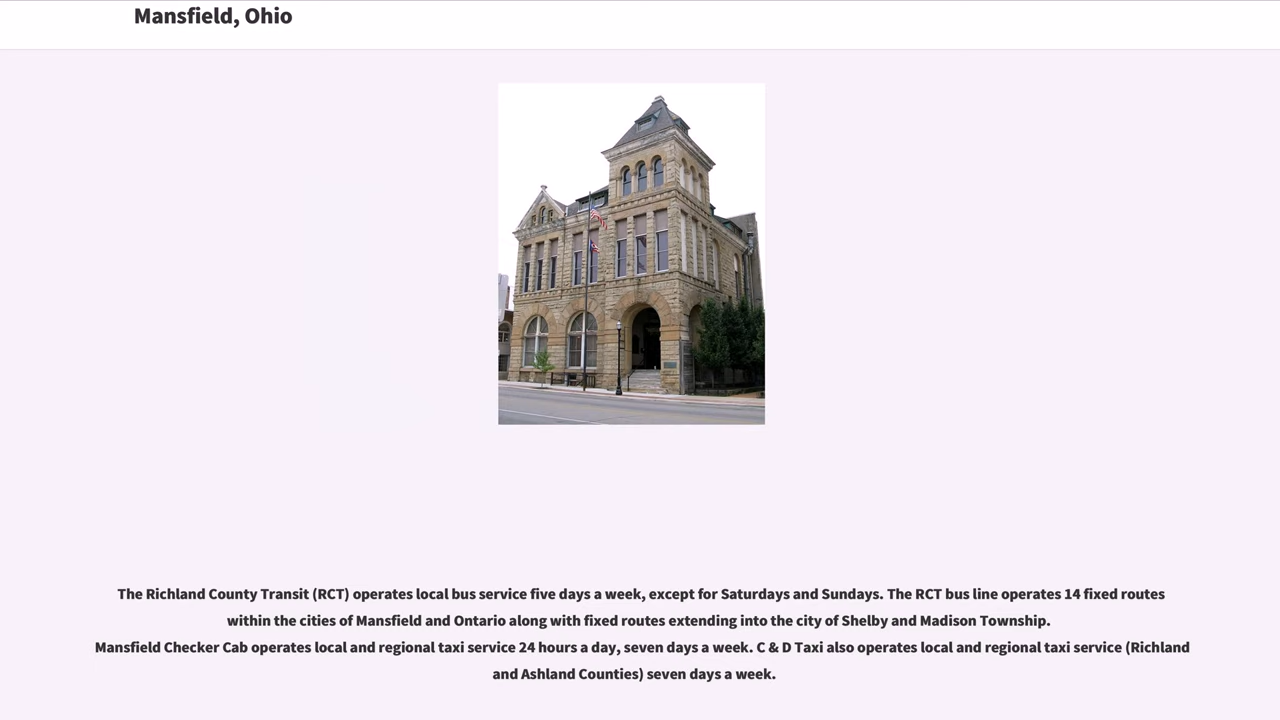 Mansfield, Ohio
The Richland County Transit (RCT) operates local bus service five days a week, except for Saturdays and Sundays. The RCT bus line operates 14 fixed routes
within the cities of Mansfield and Ontario along with fixed routes extending into the city of Shelby and Madison Township.
Mansfield Checker Cab operates local and regional taxi service 24 hours a day, seven days a week. C & D Taxi also operates local and regional taxi service (Richland
and Ashland Counties) seven days a week.